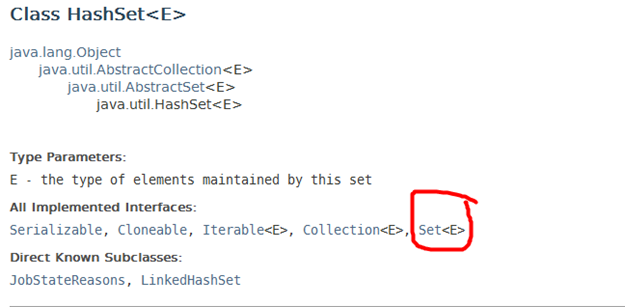 Class HashSet<E>
java.lang.Object
java.util.AbstractCollection<E>
java.util.AbstractSet<E>
java.util.HashSet<E>
Type Parameters:
E - the type of elements maintained by this set
All Implemented Interfaces:
Serializable, Cloneable, Iterable<E>, Collection<E>, Set<E>
Direct Known Subclasses:
JobStateReasons, LinkedHashSet